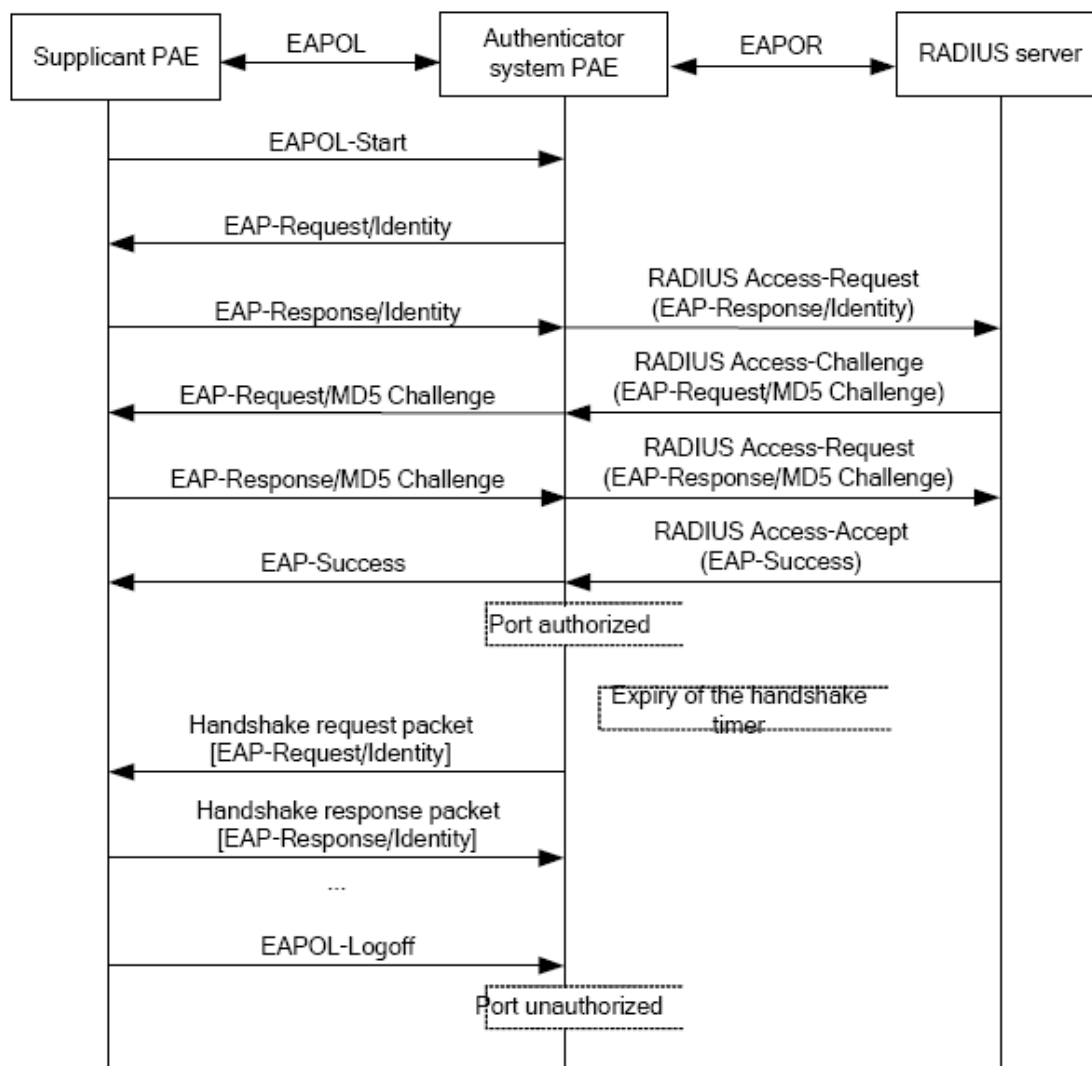 Supplicant PAE
EAPOL
Authenticator
system PAE
EAPOR
RADIUS server
EAPOL-Start
EAP-Request/Identity
EAP-Response/Identity
RADIUS Access-Request
(EAP-Response/Identity)
EAP-Request/MD5 Challenge
RADIUS Access-Challenge
(EAP-Request/MD5 Challenge)
EAP-Response/MD5 Challenge
RADIUS Access-Request
(EAP-Response/MD5 Challenge)
EAP-Success
RADIUS Access-Accept
(EAP-Success)
Port authorized
Expiry of the handshake
timer
Handshake request packet
[EAP-Request/Identity]
Handshake response packet
[EAP-Response/Identity]
...
EAPOL-Logoff
Port unauthorized